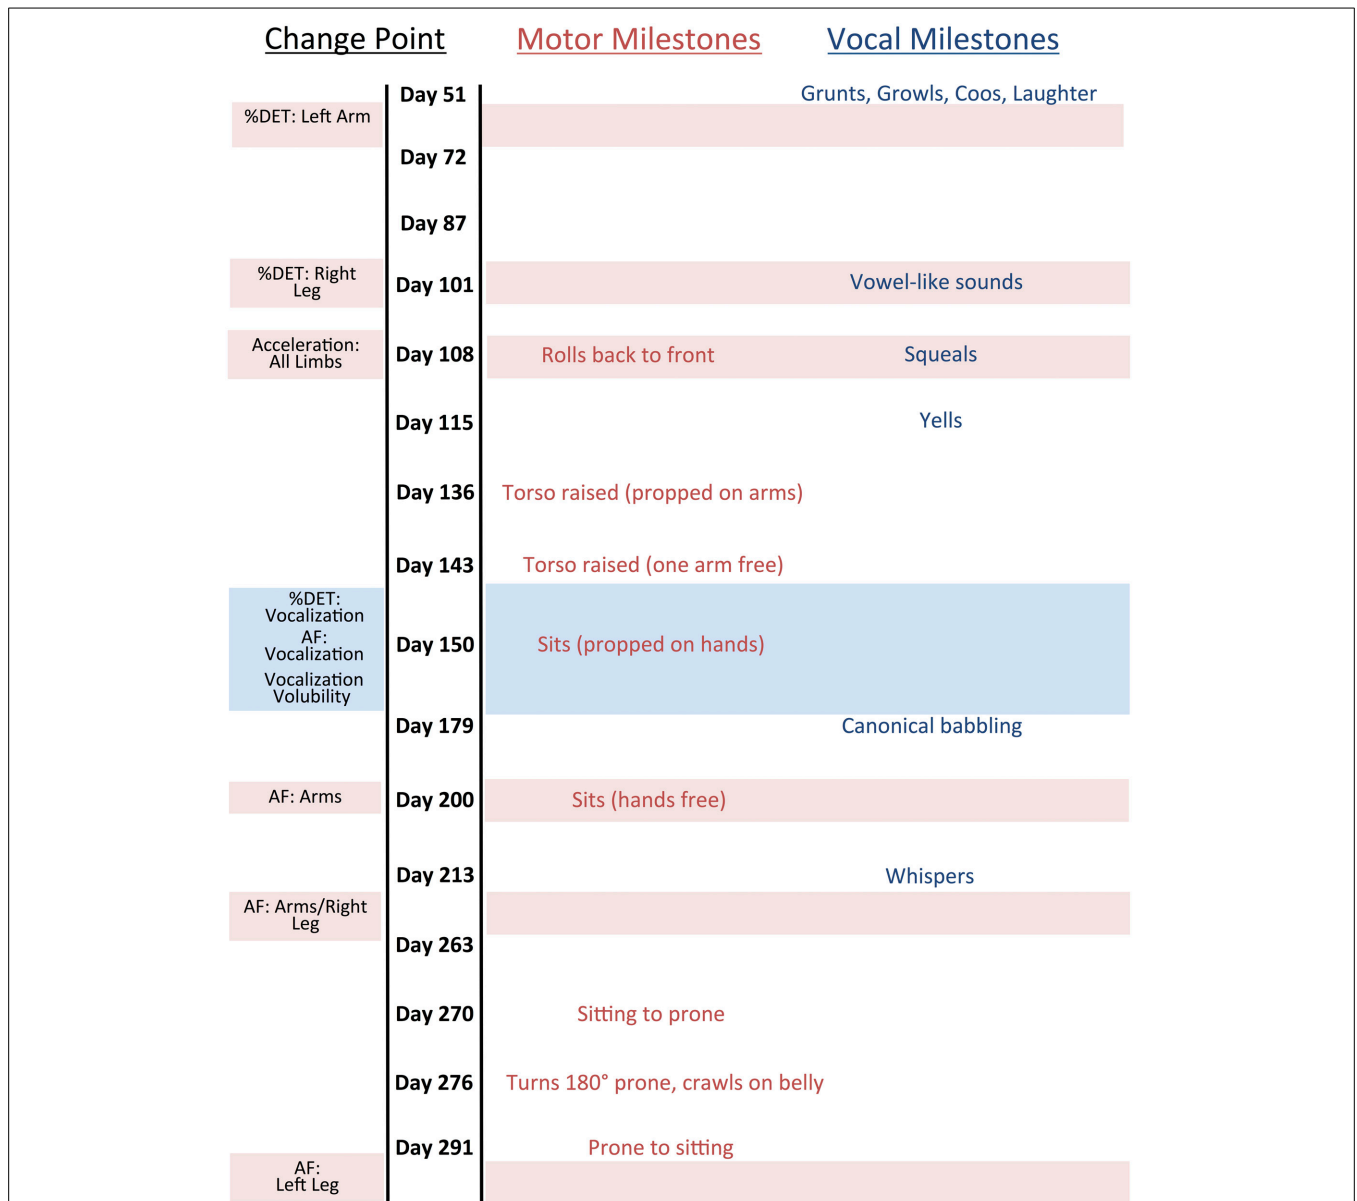 Change Point Motor Milestones Vocal Milestones
Day 51 Grunts, Growls, Coos, Laughter
%DET: Left Arm
Day 72
Day 87
%DET: Right
Leg
Day 101 Vowel-like sounds
Acceleration:
All Limbs
Day 108 Rolls back to front Squeals
Day 115 Yells
Day 136 Torso raised (propped on arms)
Day 143 Torso raised (one arm free)
%DET:
Vocalization
AF:
Vocalization
Vocalization
Volubility
Day 150 Sits (propped on hands)
Day 179 Canonical babbling
AF: Arms Day 200 Sits (hands free)
Day 213 Whispers
AF: Arms/Right
Leg
Day 263
Day 270 Sitting to prone
Day 276 Turns 180° prone, crawls on belly
Day 291 Prone to sitting
AF:
Left Leg